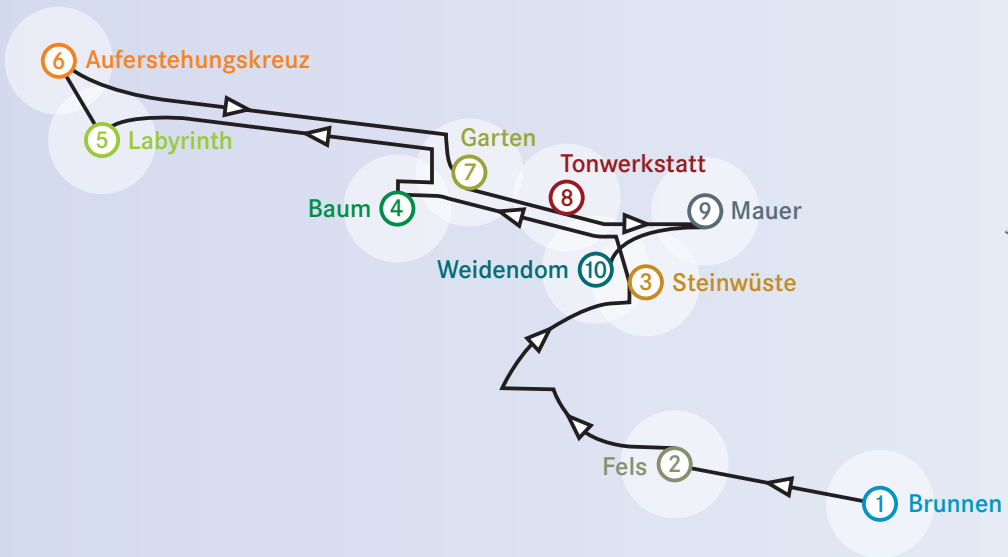 6 Auferstehungskreuz
5 Labyrinth
Garten
7
Tonwerkstatt
8
Baum 4
9 Mauer
Weidendom 10
3 Steinwüste
Fels 2
1 Brunnen